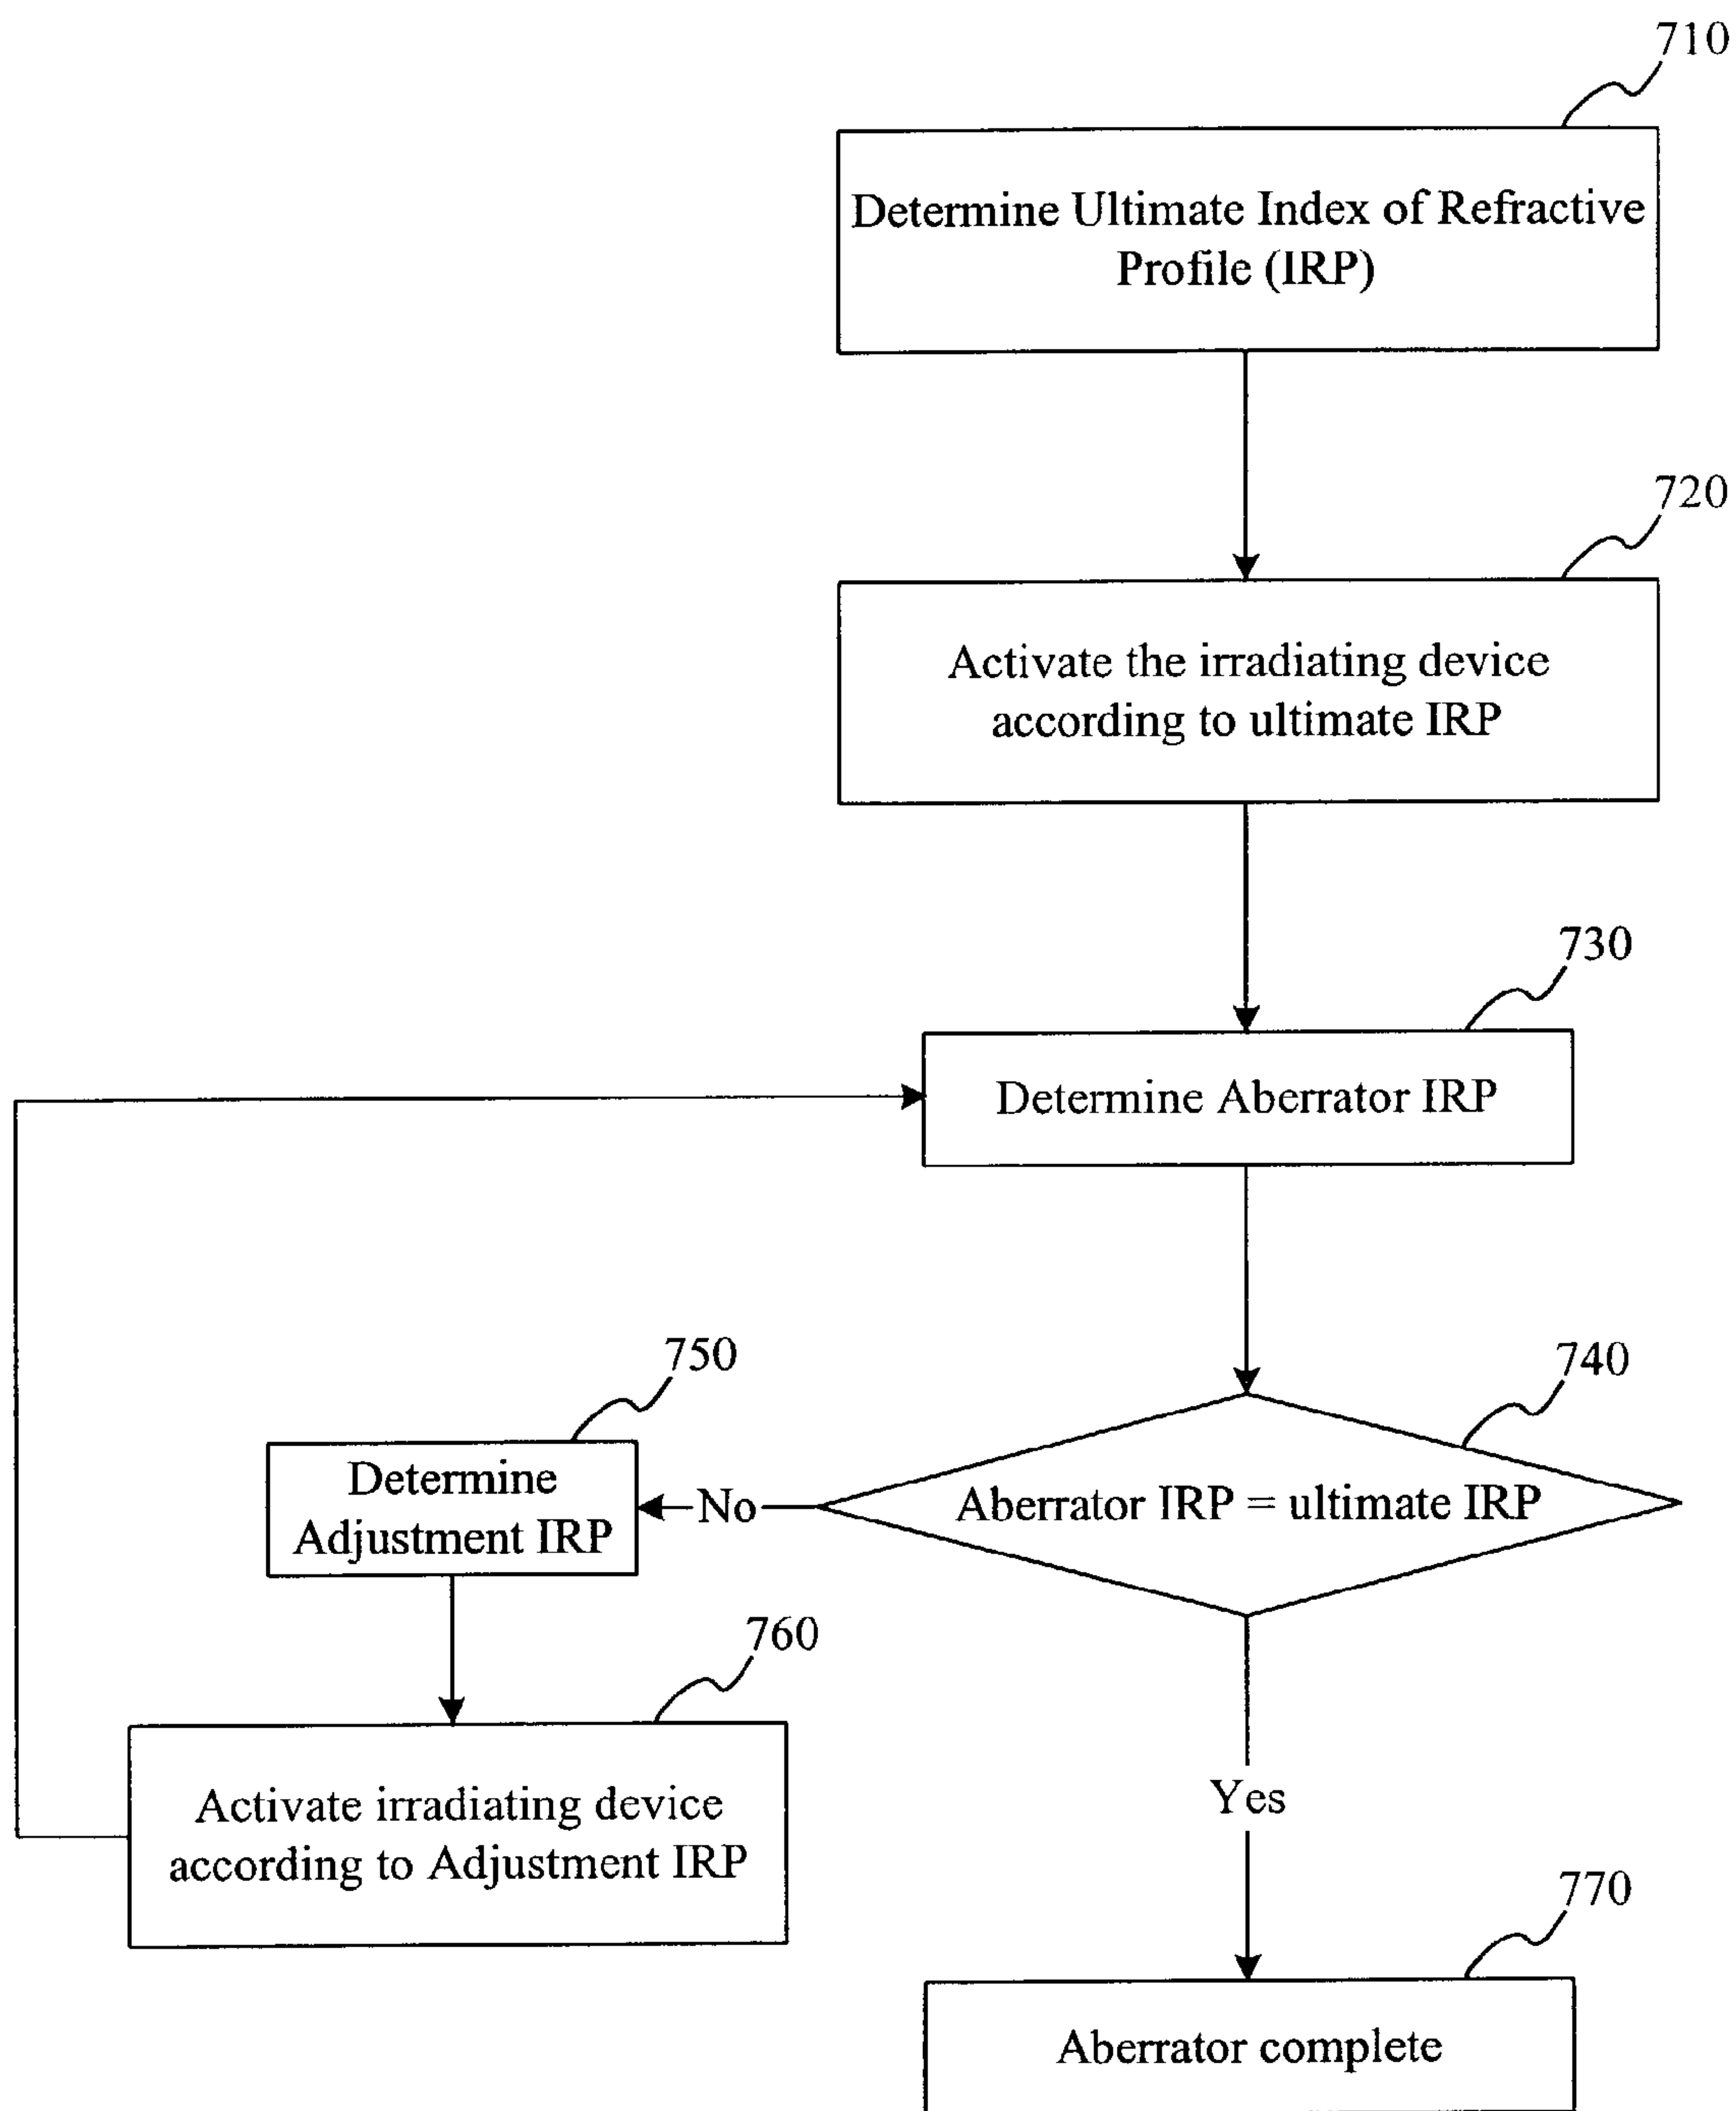 710
Determine Ultimate Index of Refractive
Profile (IRP)
720
Activate the irradiating device
according to ultimate IRP
730
Determine Aberrator IRP
740
Aberrator IRP = ultimate IRP
No
750
Determine
Adjustment IRP
760
Activate irradiating device
according to Adjustment IRP
Yes
770
Aberrator complete